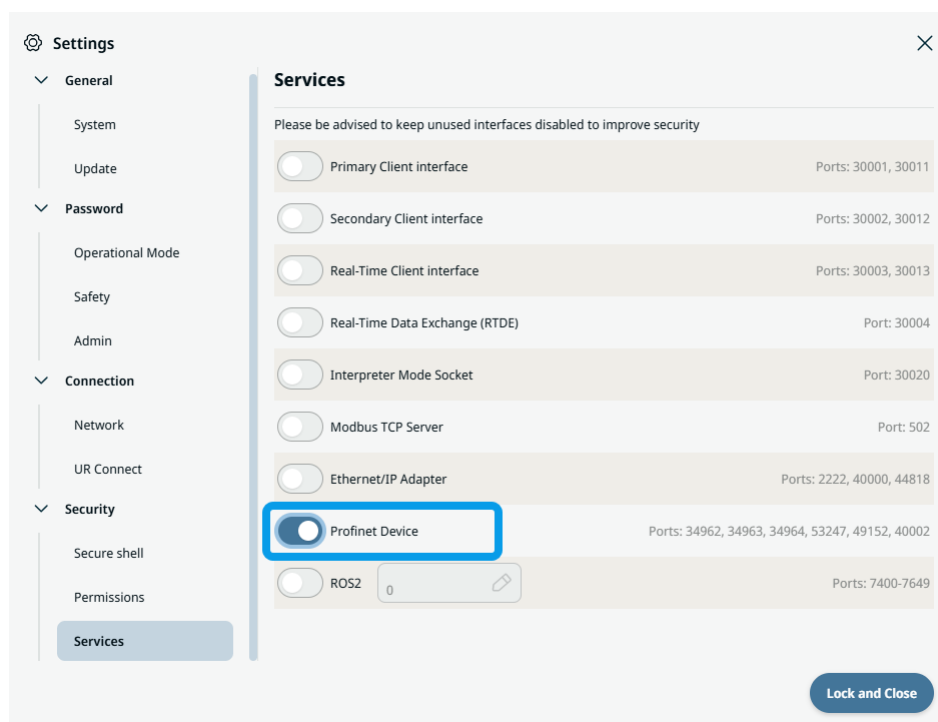 Settings
General
System
Update
Password
Operational Mode
Safety
Admin
Connection
Network
UR Connect
Security
Secure shell
Permissions
Services
Services
Please be advised to keep unused interfaces disabled to improve security
Primary Client interface Ports: 30001, 30011
Secondary Client interface Ports: 30002, 30012
Real-Time Client interface Ports: 30003, 30013
Real-Time Data Exchange (RTDE) Port: 30004
Interpreter Mode Socket Port: 30020
Modbus TCP Server Port: 502
Ethernet/IP Adapter Ports: 2222, 40000, 44818
Profinet Device Ports: 34962, 34963, 34964, 53247, 49152, 40002
ROS2 0 Ports: 7400-7649
Lock and Close